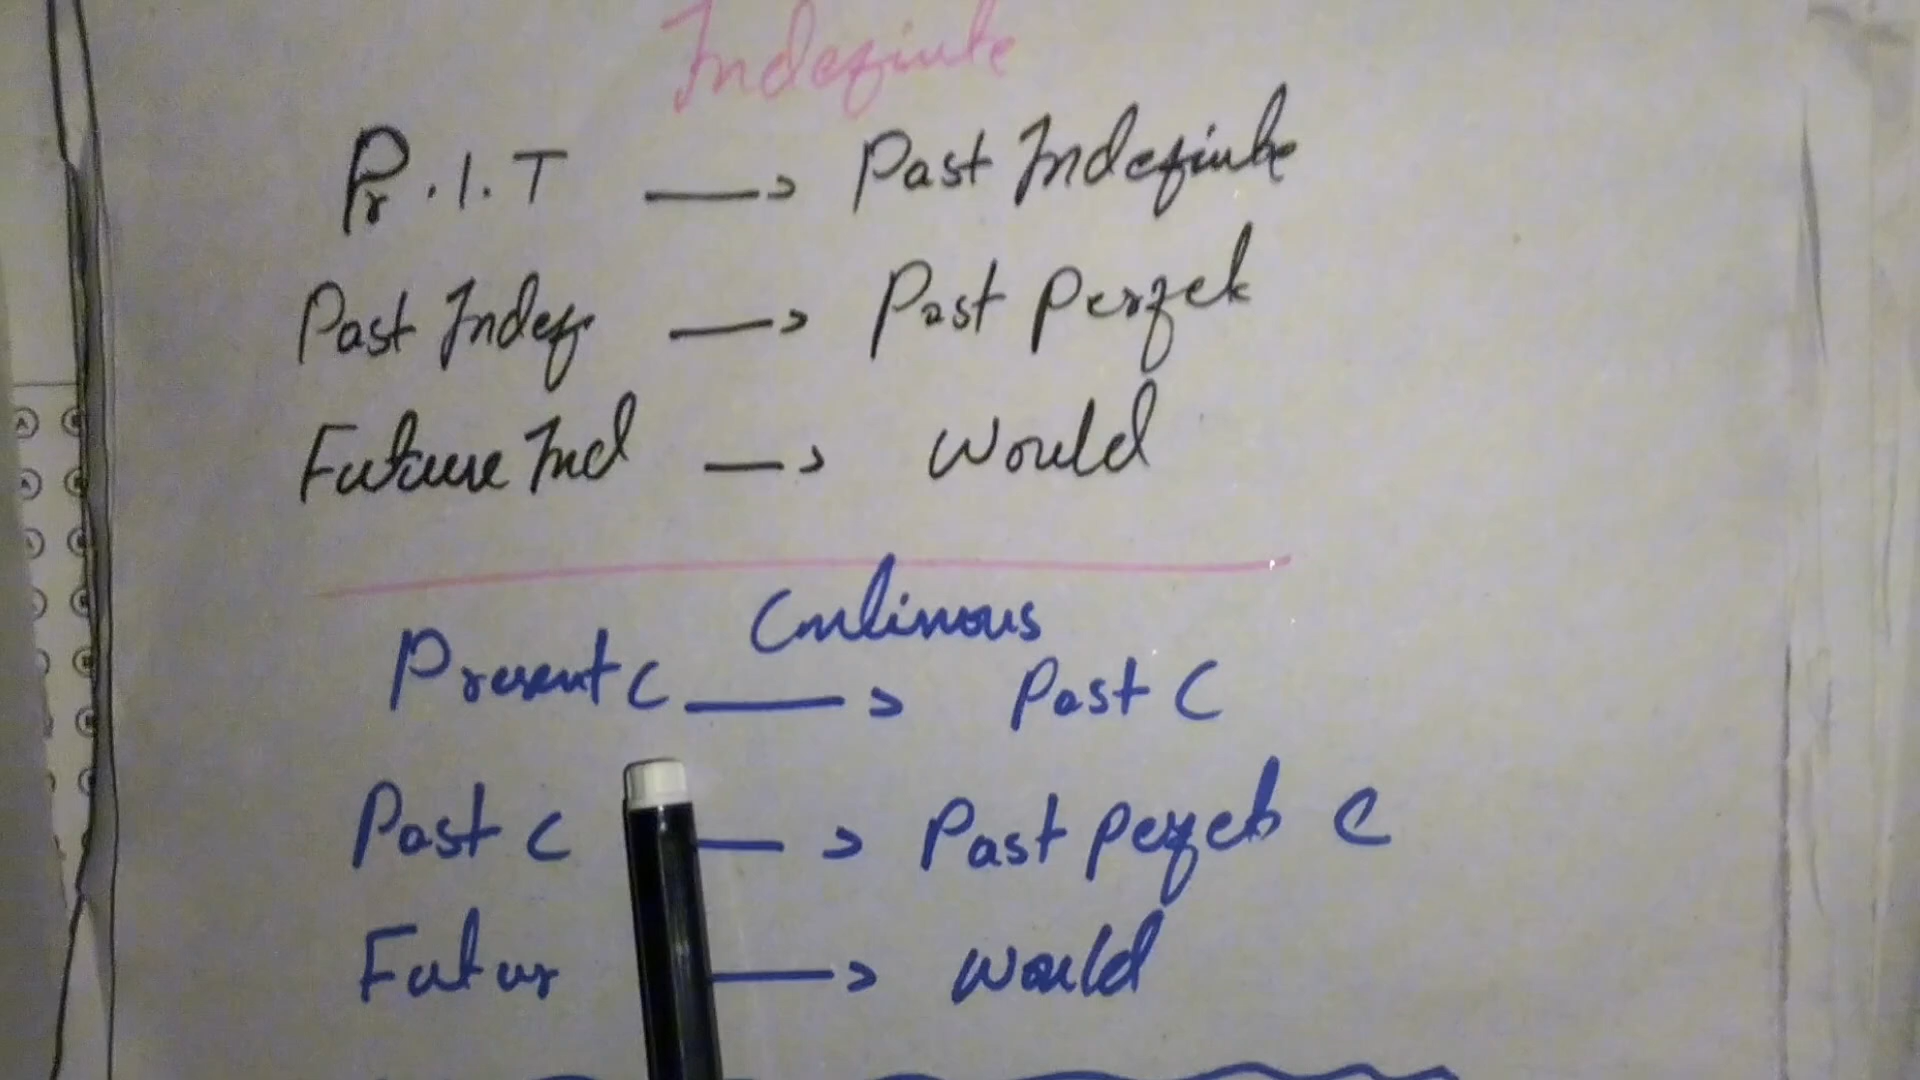 Indefinite
Pr.I.T → Past Indefinite
Past Indef → Past Perfect
Future Ind → Would
Continous
Present C → Past C
Past C → Past perfect C
Futur → Would